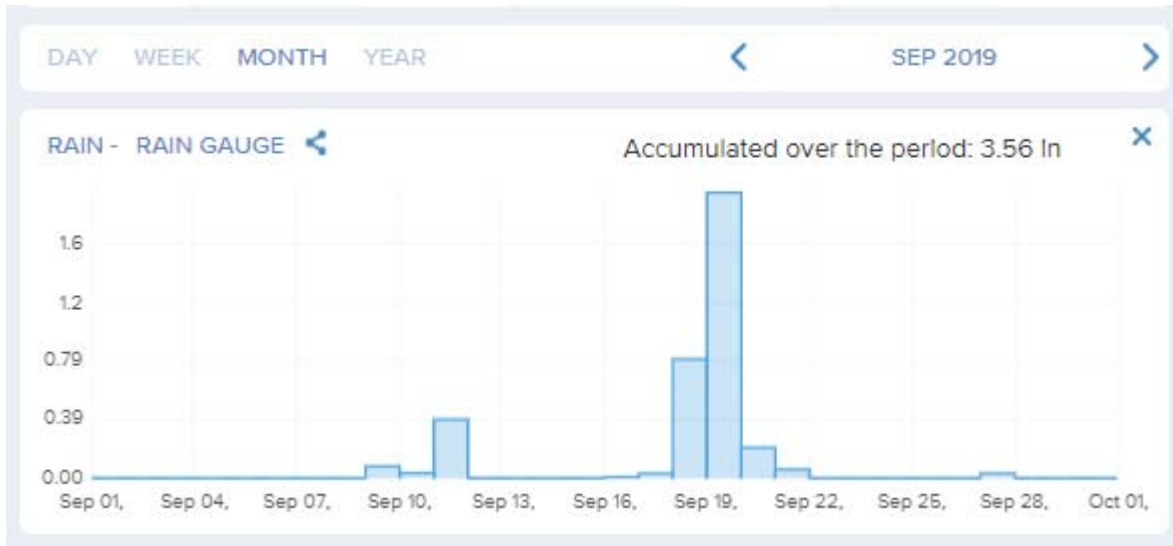 DAY WEEK MONTH YEAR SEP 2019
RAIN - RAIN GAUGE
Accumulated over the period: 3.56 In
1.6
1.2
0.79
0.39
0.00
Sep 01, Sep 04, Sep 07, Sep 10, Sep 13, Sep 16, Sep 19, Sep 22, Sep 25, Sep 28, Oct 01,